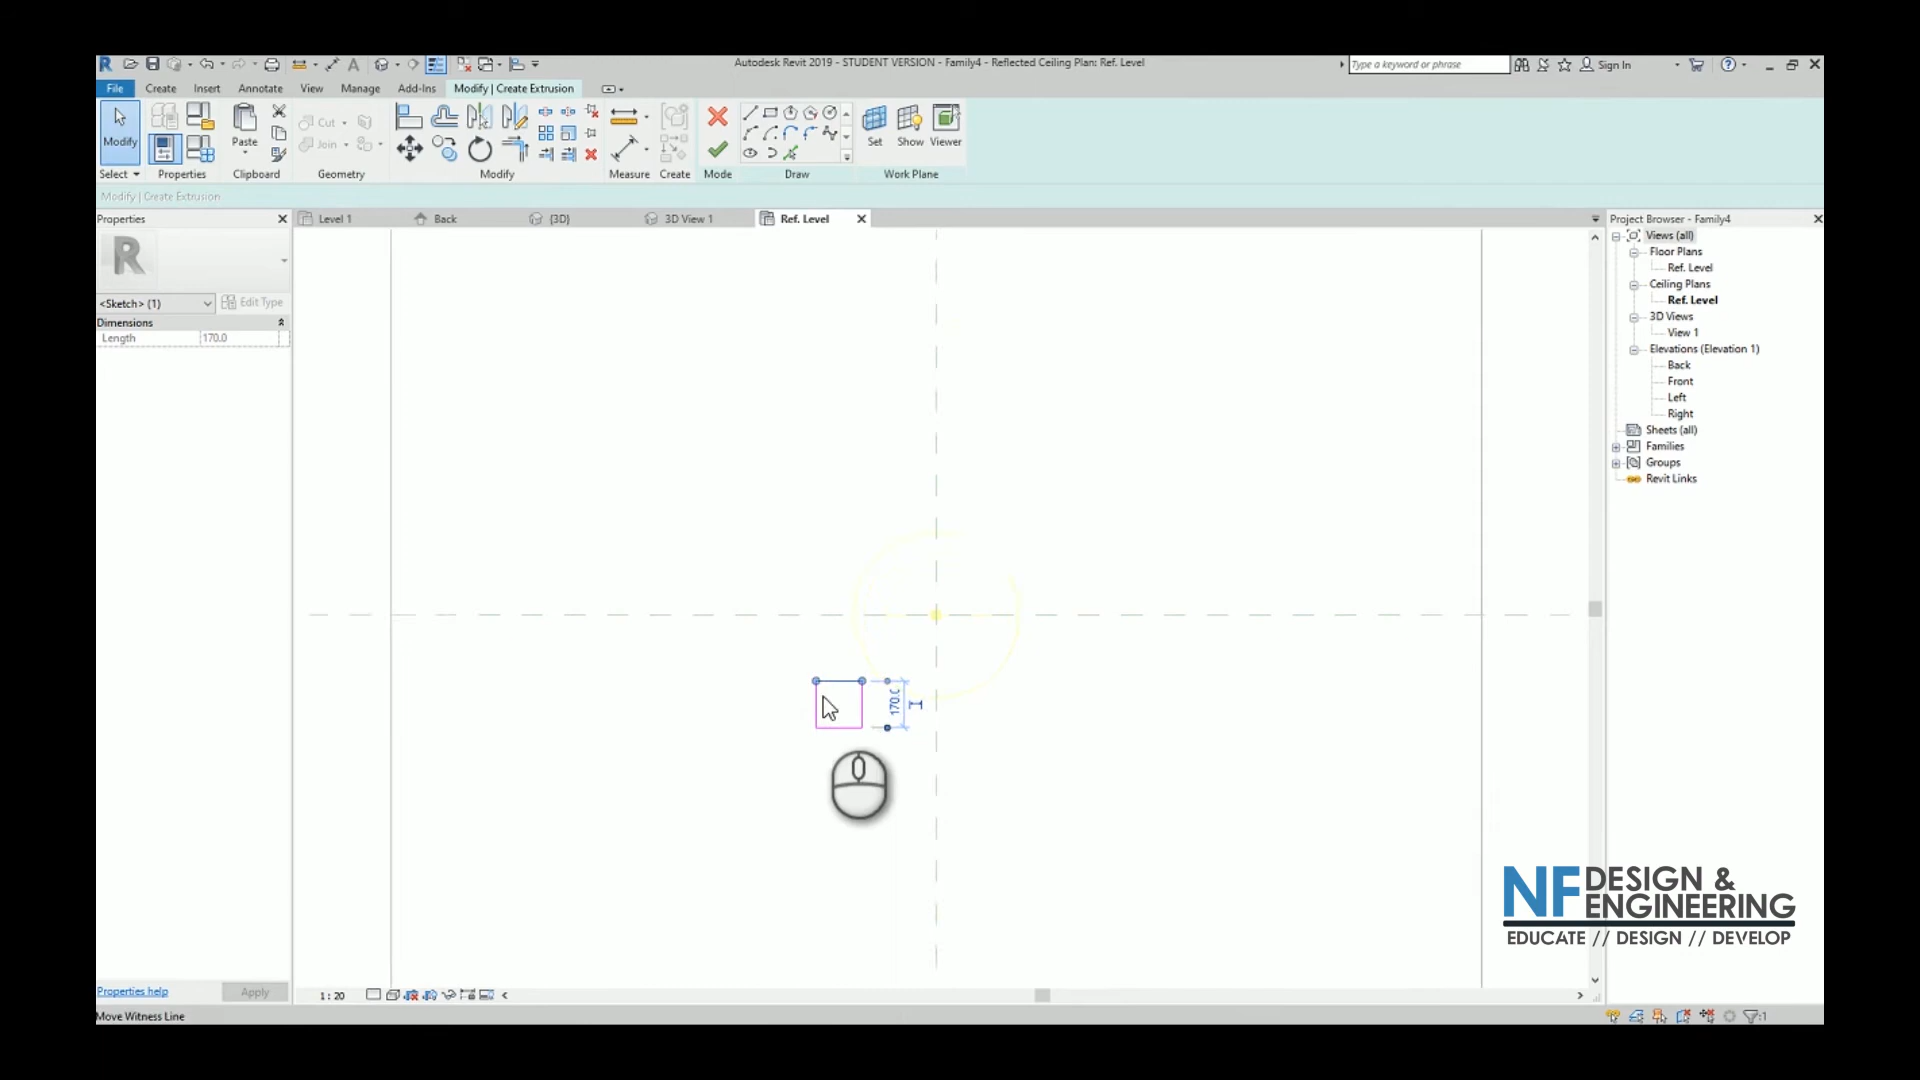 Autodesk Revit 2019 - STUDENT VERSION - Family4 - Reflected Ceiling Plan: Ref. Level
Type a keyword or phrase
Sign In
File Create Insert Annotate View Manage Add-Ins Modify | Create Extrusion
Modify
Paste
Cut
Join
Set Show Viewer
Select Properties Clipboard Geometry Modify Measure Create Mode Draw Work Plane
Modify | Create Extrusion
Properties
Level 1 Back {3D} 3D View 1 Ref. Level
Project Browser - Family4
R
<Sketch> (1)
Edit Type
Dimensions
Length 170.0
Views (all)
Floor Plans
Ref. Level
Ceiling Plans
Ref. Level
3D Views
View 1
Elevations (Elevation 1)
Back
Front
Left
Right
Sheets (all)
Families
Groups
Revit Links
170.0
NF DESIGN & ENGINEERING
EDUCATE // DESIGN // DEVELOP
Properties help
Apply
1 : 20
Move Witness Line
:1